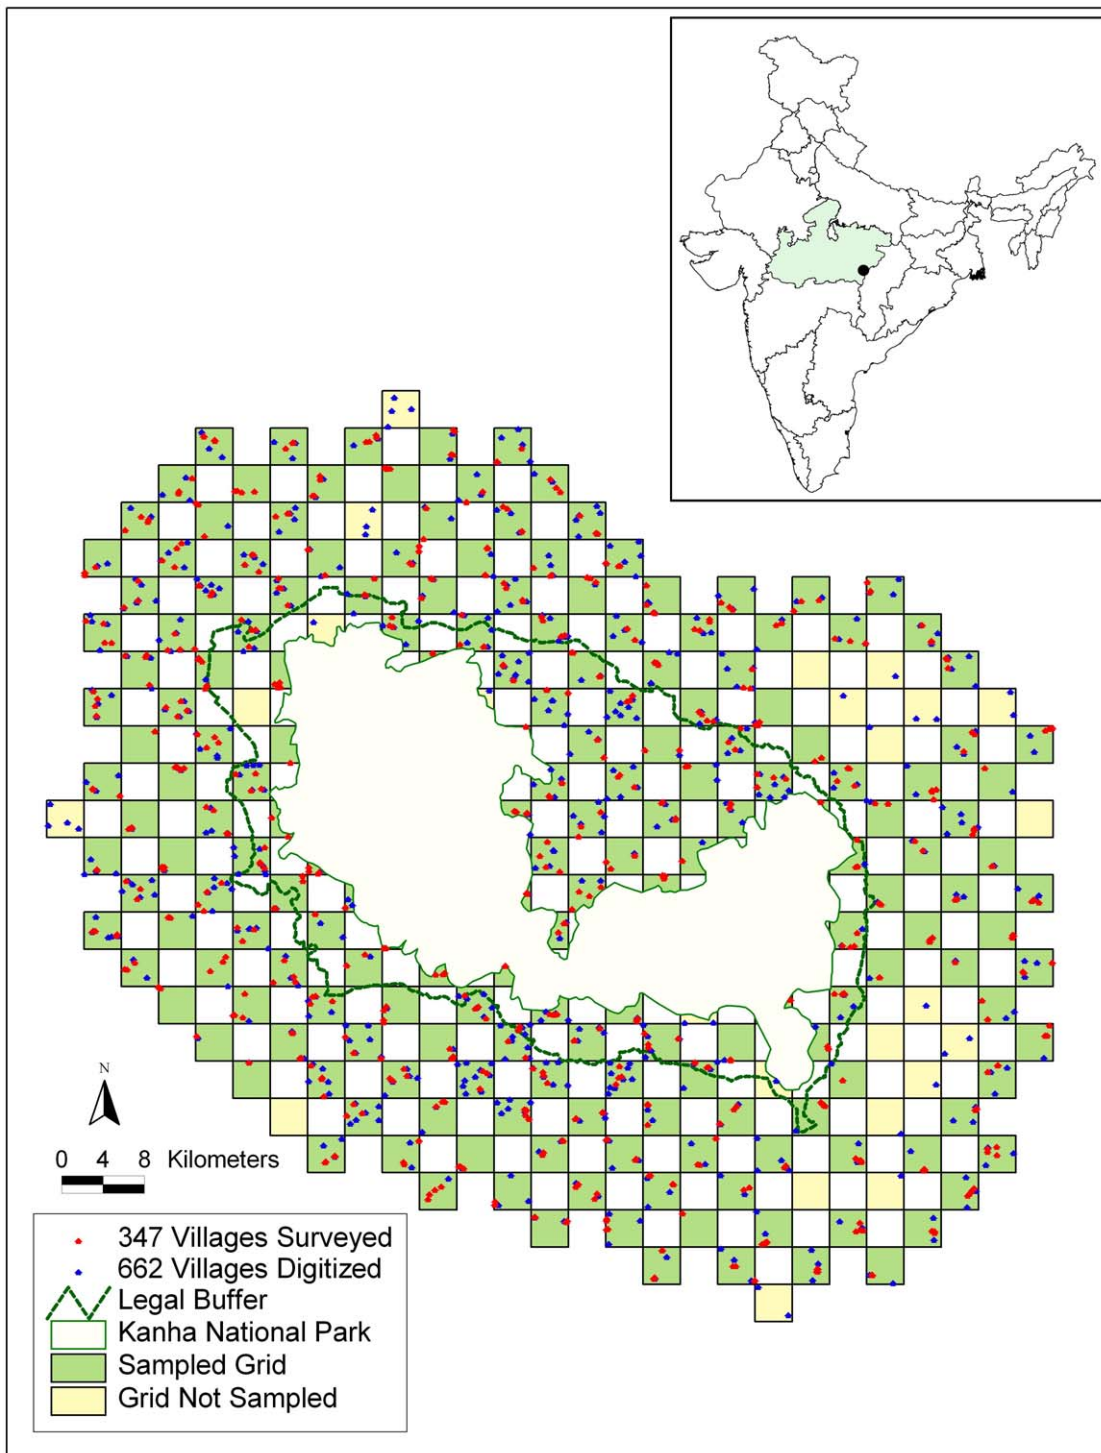 N
0 4 8 Kilometers
347 Villages Surveyed
662 Villages Digitized
Legal Buffer
Kanha National Park
Sampled Grid
Grid Not Sampled